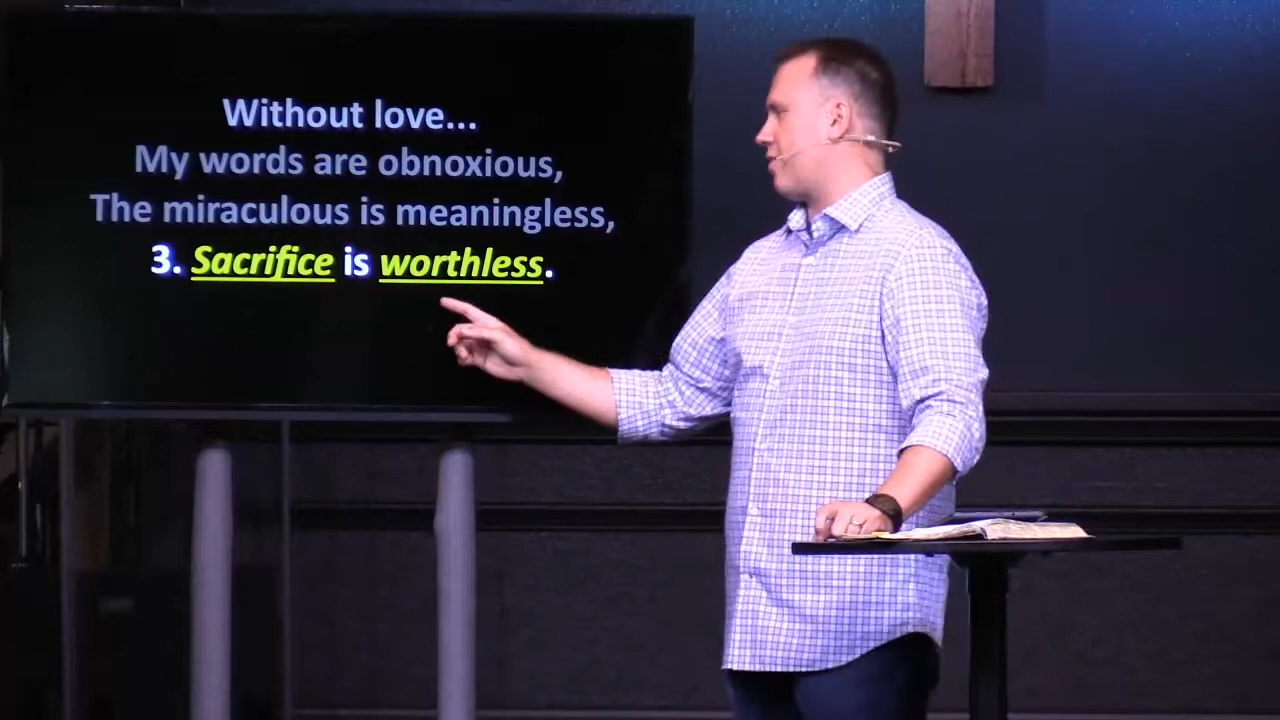 Without love...
My words are obnoxious,
The miraculous is meaningless,
3. Sacrifice is worthless.